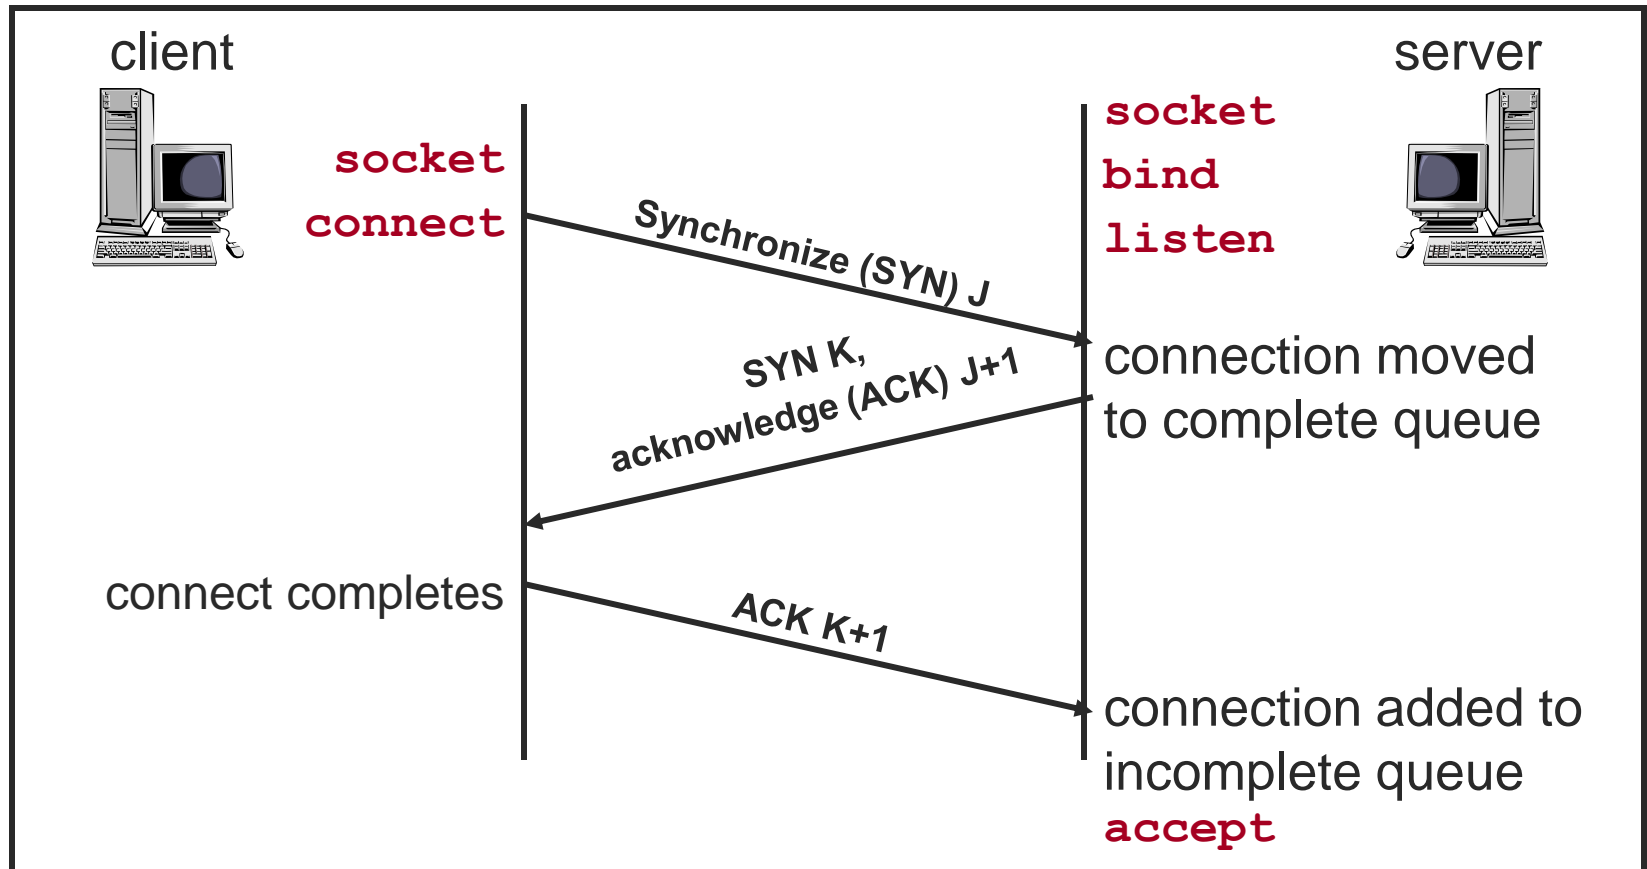 client
server
socket
connect
socket
bind
listen
Synchronize (SYN) J
connection moved
to complete queue
SYN K,
acknowledge (ACK) J+1
connect completes
ACK K+1
connection added to
incomplete queue
accept